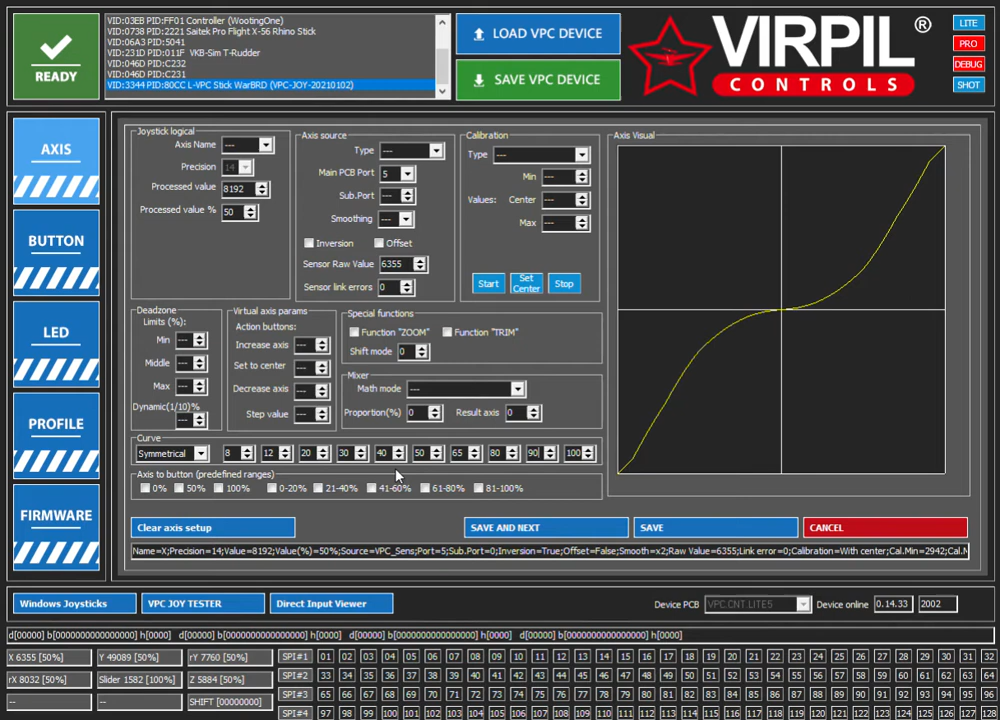 READY
VID:03EB PID:FF01 Controller (WootingOne)
VID:0738 PID:2221 Saitek Pro Flight X-56 Rhino Stick
VID:06A3 PID:5041
VID:231D PID:011F VKB-Sim T-Rudder
VID:046D PID:C232
VID:046D PID:C231
VID:3344 PID:80CC L-VPC Stick WarBRD (VPC-JOY-20210102)
LOAD VPC DEVICE
SAVE VPC DEVICE
VIRPIL®
CONTROLS
LITE
PRO
DEBUG
SHOT
AXIS
BUTTON
LED
PROFILE
FIRMWARE
Joystick logical
Axis Name ---
Precision 14
Processed value 8192
Processed value % 50
Axis source
Type ---
Main PCB Port 5
Sub.Port ---
Smoothing ---
Inversion Offset
Sensor Raw Value 6355
Sensor link errors 0
Calibration
Type ---
Min ---
Values: Center ---
Max ---
Start Set Center Stop
Axis Visual
Deadzone
Limits (%):
Min ---
Middle ---
Max ---
Dynamic(1/10)%
---
Virtual axis params
Action buttons:
Increase axis ---
Set to center ---
Decrease axis ---
Step value ---
Special functions
Function "ZOOM" Function "TRIM"
Shift mode 0
Mixer
Math mode ---
Proportion(%) 0 Result axis 0
Curve
Symmetrical 8 12 20 30 40 50 65 80 90 100
Axis to button (predefined ranges)
0% 50% 100% 0-20% 21-40% 41-60% 61-80% 81-100%
Clear axis setup SAVE AND NEXT SAVE CANCEL
Name=X;Precision=14;Value=8192;Value(%)=50%;Source=VPC_Sens;Port=5;Sub.Port=0;Inversion=True;Offset=False;Smooth=x2;Raw Value=6355;Link error=0;Calibration=With center;Cal.Min=2942;Cal.M
Windows Joysticks VPC JOY TESTER Direct Input Viewer Device PCB VPC.CNT.LITE5 Device online 0.14.33 2002
d[00000] b[0000000000000000] h[0000] d[00000] b[0000000000000000] h[0000] d[00000] b[0000000000000000] h[0000] d[00000] b[0000000000000000] h[0000]
X 6355 [50%] Y 49089 [50%] rY 7760 [50%]
rX 8032 [50%] Slider 1582 [100%] Z 5884 [50%]
-- -- SHIFT [00000000]
SPI#1 01 02 03 04 05 06 07 08 09 10 11 12 13 14 15 16 17 18 19 20 21 22 23 24 25 26 27 28 29 30 31 32
SPI#2 33 34 35 36 37 38 39 40 41 42 43 44 45 46 47 48 49 50 51 52 53 54 55 56 57 58 59 60 61 62 63 64
SPI#3 65 66 67 68 69 70 71 72 73 74 75 76 77 78 79 80 81 82 83 84 85 86 87 88 89 90 91 92 93 94 95 96
SPI#4 97 98 99 100 101 102 103 104 105 106 107 108 109 110 111 112 113 114 115 116 117 118 119 120 121 122 123 124 125 126 127 128